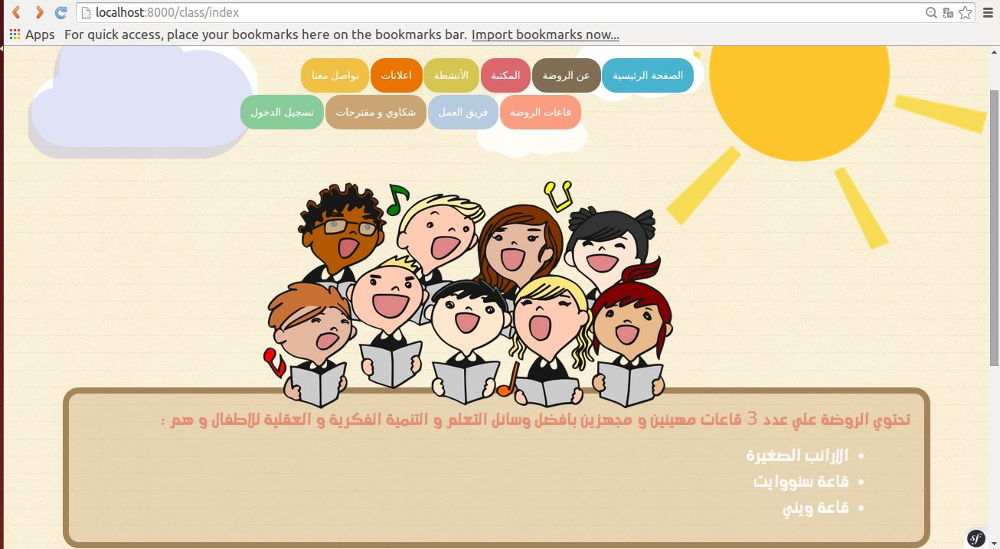 localhost:8000/class/index
Apps For quick access, place your bookmarks here on the bookmarks bar. Import bookmarks now...
الصفحة الرئيسية عن الروضة المكتبة الأنشطة اعلانات تواصل معنا
قاعات الروضة فريق العمل شكاوي و مقترحات تسجيل الدخول
تحتوي الروضة علي عدد 3 قاعات مهيئين و مجهزين بافضل وسائل التعلم و التنمية الفكرية و العقلية للاطفال و هم :
الارانب الصغيرة
قاعة سنووايت
قاعة ويني
sf